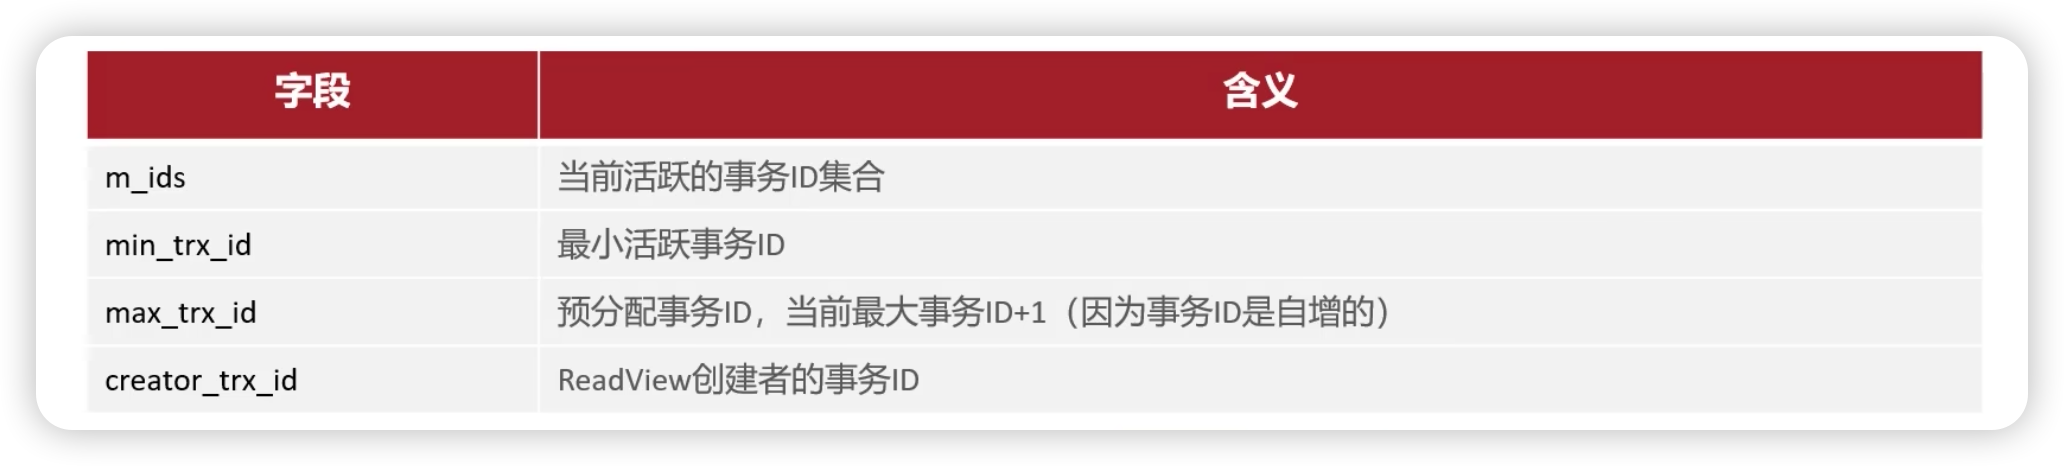 字段 含义
m_ids 当前活跃的事务ID集合
min_trx_id 最小活跃事务ID
max_trx_id 预分配事务ID，当前最大事务ID+1（因为事务ID是自增的）
creator_trx_id ReadView创建者的事务ID